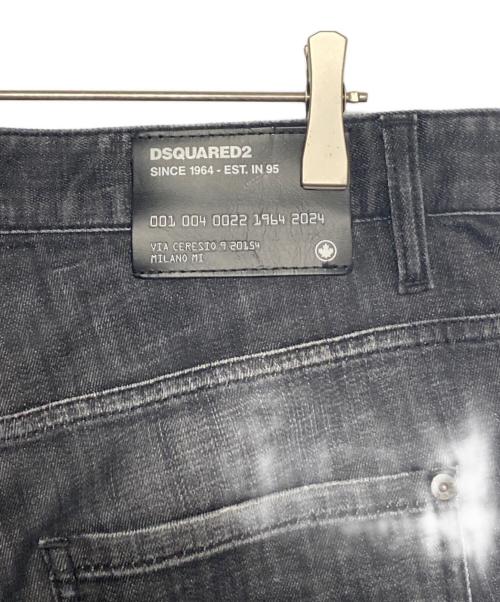 DSQUARED2
SINCE 1964 - EST. IN 95
001 004 0022 1964 2024
VIA CERESIO 9 20154
MILANO MI